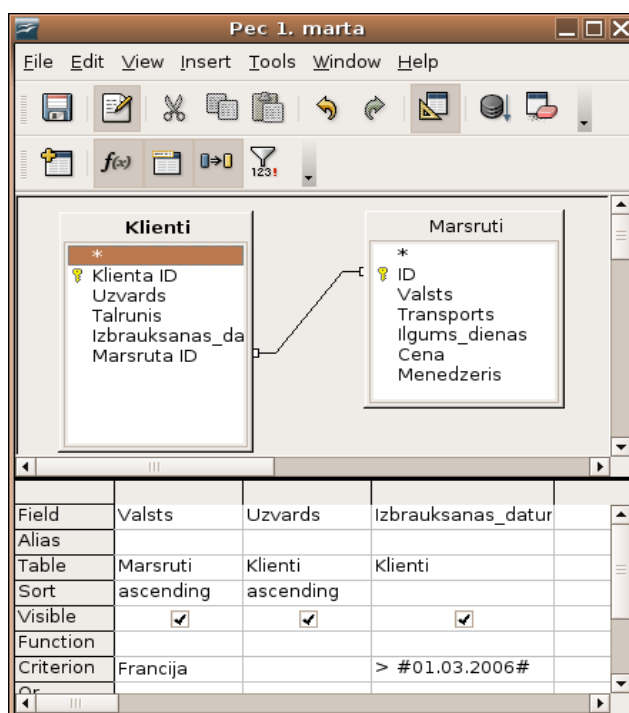 Pec 1. marta
File Edit View Insert Tools Window Help
f(x)
123!
Klienti
*
Klienta ID
Uzvards
Talrunis
Izbrauksanas_da
Marsruta ID
Marsruti
*
ID
Valsts
Transports
Ilgums_dienas
Cena
Menedzeris
Field Valsts Uzvards Izbrauksanas_datur
Alias
Table Marsruti Klienti Klienti
Sort ascending ascending
Visible
Function
Criterion Francija > #01.03.2006#
Or